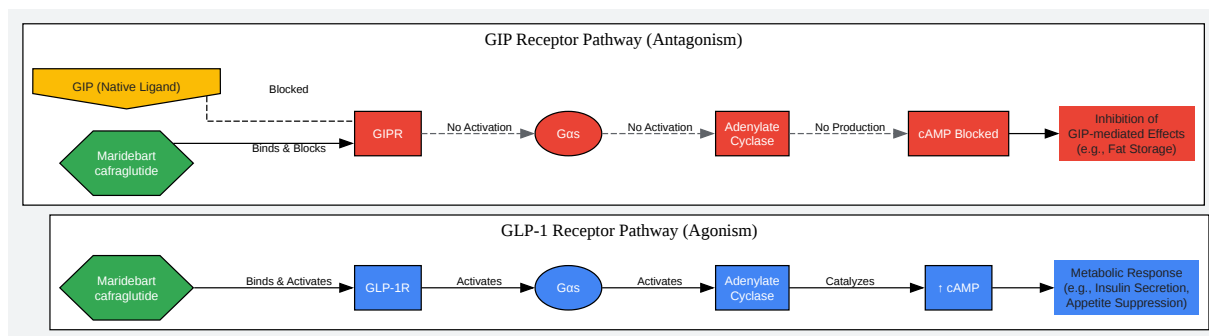 GIP Receptor Pathway (Antagonism)
GIP (Native Ligand)
Blocked
Maridebart
cafraglutide
Binds & Blocks
GIPR
No Activation
Gαs
No Activation
Adenylate
Cyclase
No Production
cAMP Blocked
Inhibition of
GIP-mediated Effects
(e.g., Fat Storage)
GLP-1 Receptor Pathway (Agonism)
Maridebart
cafraglutide
Binds & Activates
GLP-1R
Activates
Gαs
Activates
Adenylate
Cyclase
Catalyzes
↑ cAMP
Metabolic Response
(e.g., Insulin Secretion,
Appetite Suppression)